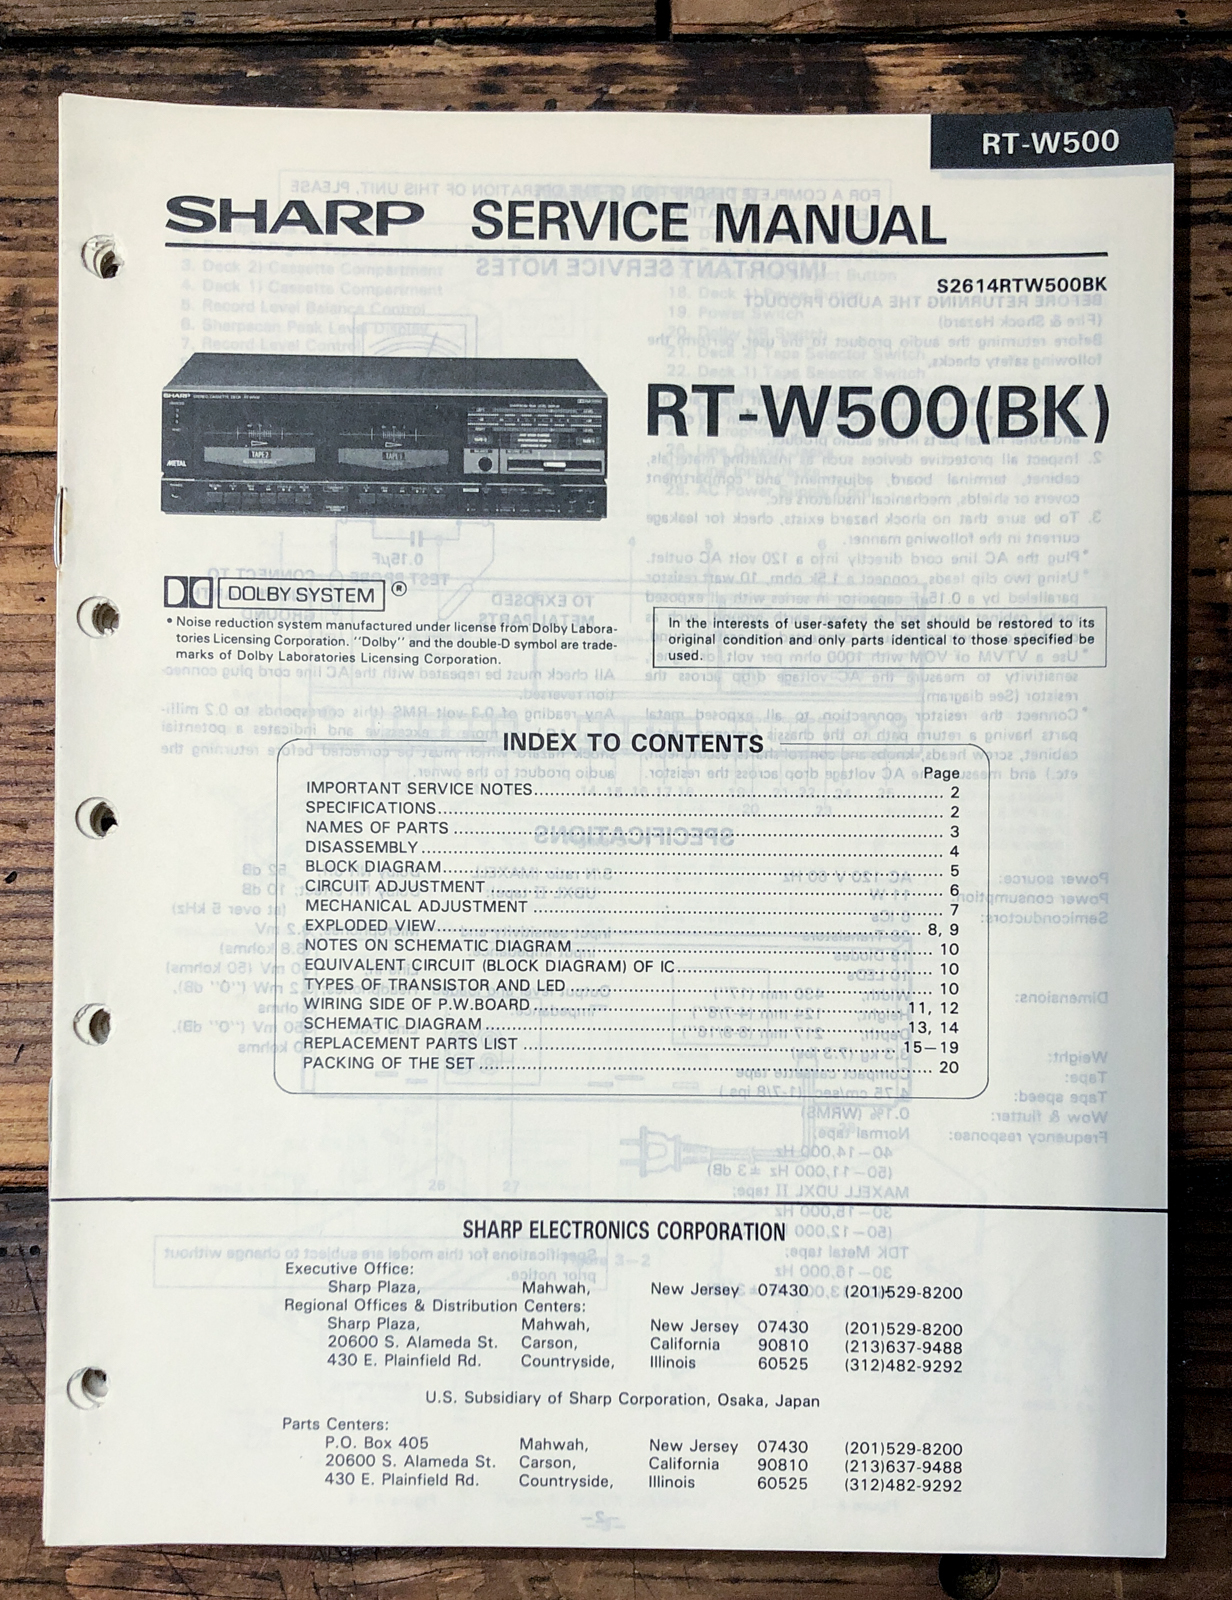 RT-W500
SHARP SERVICE MANUAL
S2614RTW500BK
RT-W500(BK)
SHARP
METAL
TAPE 2
TAPE 1
DOLBY SYSTEM ®
* Noise reduction system manufactured under license from Dolby Labora-
tories Licensing Corporation. "Dolby" and the double-D symbol are trade-
marks of Dolby Laboratories Licensing Corporation.
In the interests of user-safety the set should be restored to its
original condition and only parts identical to those specified be
used.
INDEX TO CONTENTS
Page
IMPORTANT SERVICE NOTES........ 2
SPECIFICATIONS........ 2
NAMES OF PARTS ........ 3
DISASSEMBLY........ 4
BLOCK DIAGRAM........ 5
CIRCUIT ADJUSTMENT ........ 6
MECHANICAL ADJUSTMENT ........ 7
EXPLODED VIEW........ 8, 9
NOTES ON SCHEMATIC DIAGRAM........ 10
EQUIVALENT CIRCUIT (BLOCK DIAGRAM) OF IC........ 10
TYPES OF TRANSISTOR AND LED........ 10
WIRING SIDE OF P.W.BOARD........ 11, 12
SCHEMATIC DIAGRAM........ 13, 14
REPLACEMENT PARTS LIST ........ 15—19
PACKING OF THE SET........ 20
SHARP ELECTRONICS CORPORATION
Executive Office:
Sharp Plaza, Mahwah, New Jersey 07430 (201)529-8200
Regional Offices & Distribution Centers:
Sharp Plaza, Mahwah, New Jersey 07430 (201)529-8200
20600 S. Alameda St. Carson, California 90810 (213)637-9488
430 E. Plainfield Rd. Countryside, Illinois 60525 (312)482-9292
U.S. Subsidiary of Sharp Corporation, Osaka, Japan
Parts Centers:
P.O. Box 405 Mahwah, New Jersey 07430 (201)529-8200
20600 S. Alameda St. Carson, California 90810 (213)637-9488
430 E. Plainfield Rd. Countryside, Illinois 60525 (312)482-9292